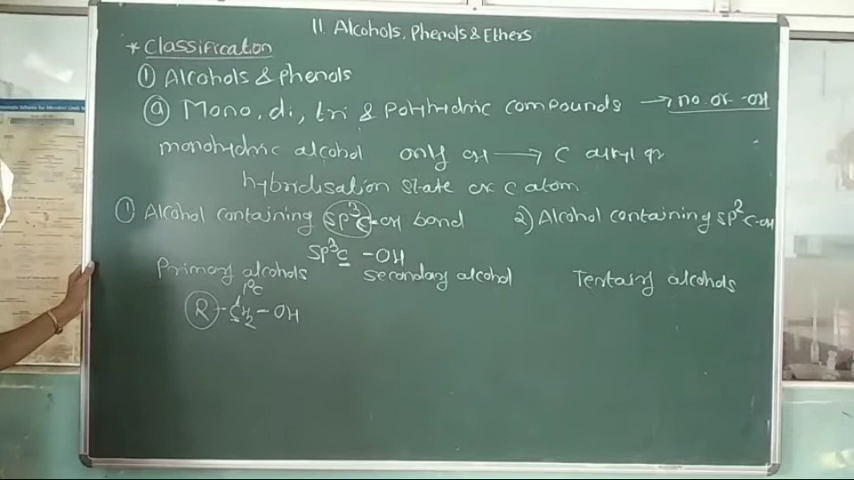 11. Alcohols, Phenols & Ethers
* Classification
① Alcohols & phenols
ⓐ Mono, di, tri & Polyhydric compounds → no. of -OH
monohydric alcohol only OH → C alkyl gr
hybridisation state of C atom
① Alcohol containing SP³C-OH bond
2) Alcohol containing SP²C-OH
SP³C -OH
Primary alcohols Secondary alcohol Tertiary alcohols
1°C
R-CH₂-OH